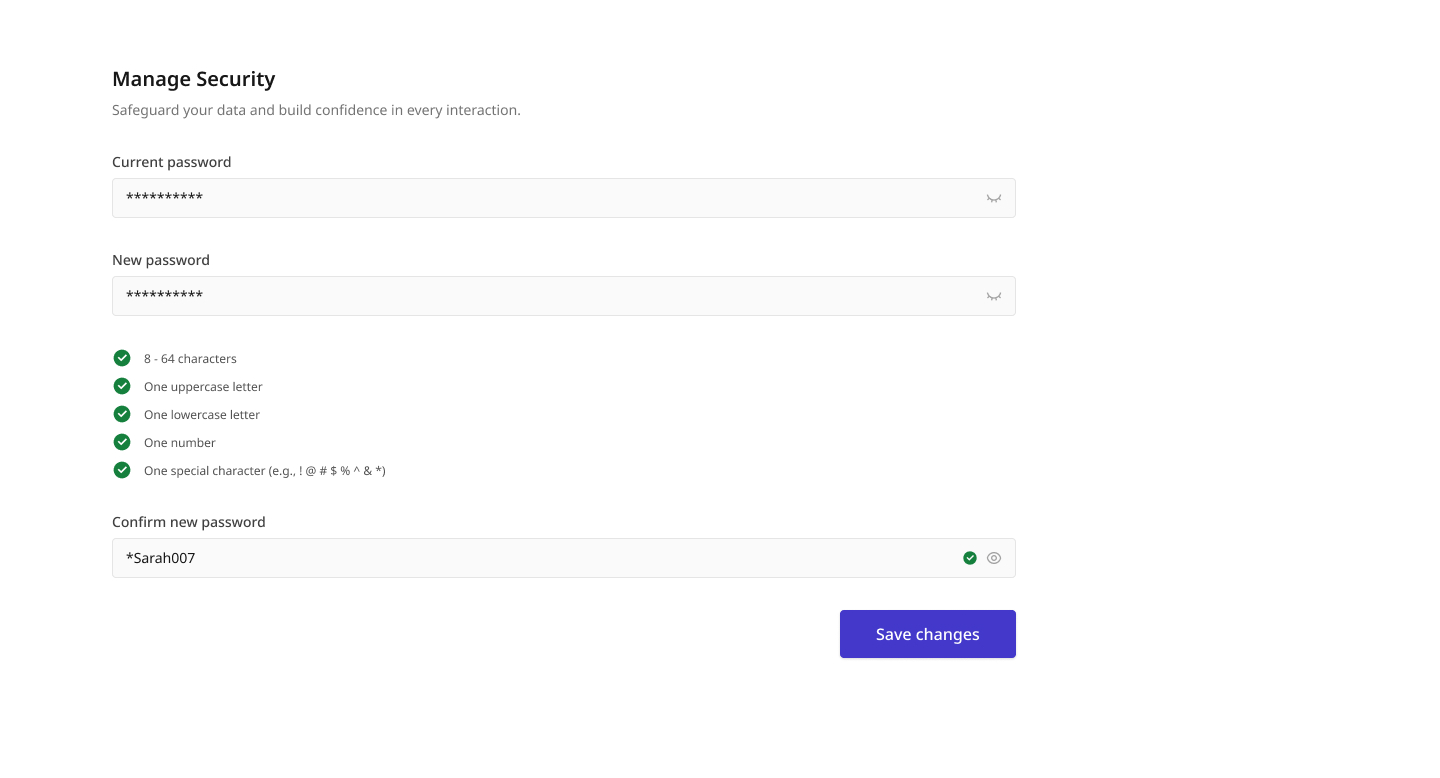 Manage Security
Safeguard your data and build confidence in every interaction.
Current password
**********
New password
**********
8 - 64 characters
One uppercase letter
One lowercase letter
One number
One special character (e.g., ! @ # $ % ^ & *)
Confirm new password
*Sarah007
Save changes